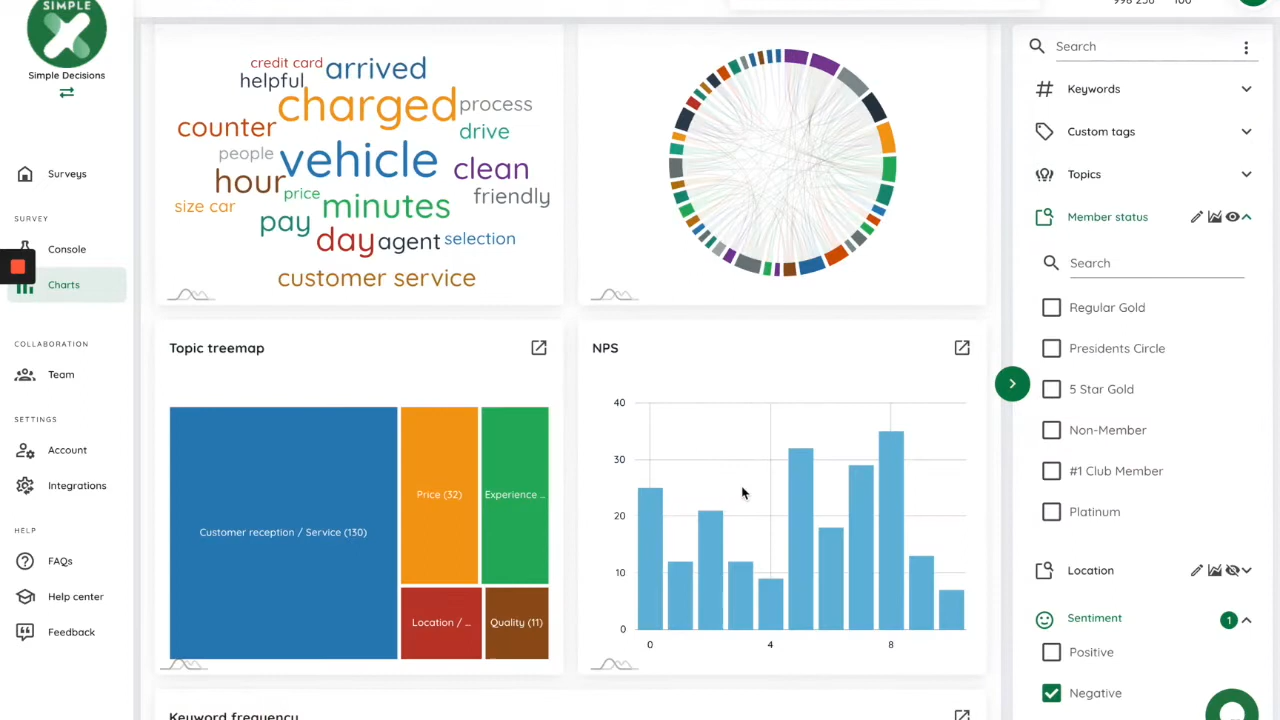 SIMPLE
Simple Decisions
Surveys
SURVEY
Console
Charts
COLLABORATION
Team
SETTINGS
Account
Integrations
HELP
FAQs
Help center
Feedback
credit card arrived
helpful
charged process
counter drive
people vehicle clean
hour price friendly
size car minutes
pay day agent selection
customer service
Topic treemap
Customer reception / Service (130)
Price (32)
Experience ...
Location / ...
Quality (11)
NPS
40
30
20
10
0
0 4 8
Keyword frequency
Search
Keywords
Custom tags
Topics
Member status
Search
Regular Gold
Presidents Circle
5 Star Gold
Non-Member
#1 Club Member
Platinum
Location
Sentiment 1
Positive
Negative